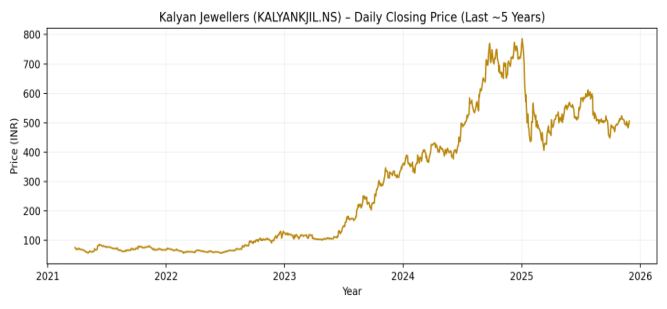 Kalyan Jewellers (KALYANKJIL.NS) – Daily Closing Price (Last ~5 Years)
800
700
600
500
400
300
200
100
Price (INR)
2021 2022 2023 2024 2025 2026
Year